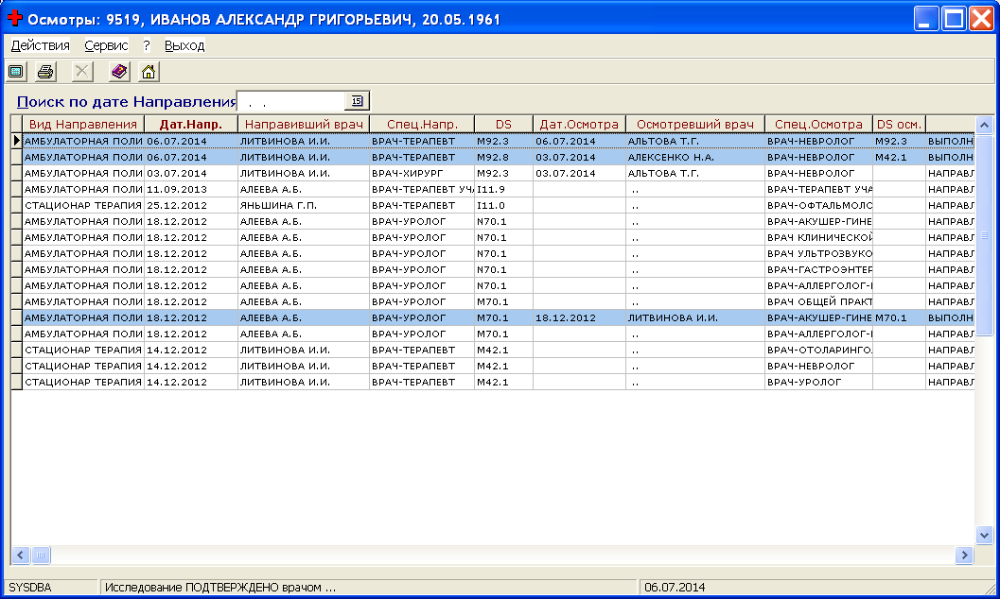 Осмотры: 9519, ИВАНОВ АЛЕКСАНДР ГРИГОРЬЕВИЧ, 20.05.1961
Действия Сервис ? Выход
Поиск по дате Направления . . 15
Вид Направления Дат.Напр. Направивший врач Спец.Напр. DS Дат.Осмотра Осмотревший врач Спец.Осмотра DS осм.
АМБУЛАТОРНАЯ ПОЛИ 06.07.2014 ЛИТВИНОВА И.И. ВРАЧ-ТЕРАПЕВТ M92.3 06.07.2014 АЛЬТОВА Т.Г. ВРАЧ-НЕВРОЛОГ M92.3 ВЫПОЛН
АМБУЛАТОРНАЯ ПОЛИ 06.07.2014 ЛИТВИНОВА И.И. ВРАЧ-ТЕРАПЕВТ M92.8 03.07.2014 АЛЕКСЕНКО Н.А. ВРАЧ-НЕВРОЛОГ M42.1 ВЫПОЛН
АМБУЛАТОРНАЯ ПОЛИ 03.07.2014 ЛИТВИНОВА И.И. ВРАЧ-ХИРУРГ M92.3 03.07.2014 АЛЬТОВА Т.Г. ВРАЧ-НЕВРОЛОГ НАПРАВЛ
АМБУЛАТОРНАЯ ПОЛИ 11.09.2013 АЛЕЕВА А.Б. ВРАЧ-ТЕРАПЕВТ УЧА I11.9 .. ВРАЧ-ТЕРАПЕВТ УЧА НАПРАВЛ
СТАЦИОНАР ТЕРАПИЯ 25.12.2012 ЯНЬШИНА Г.П. ВРАЧ-ТЕРАПЕВТ I11.0 .. ВРАЧ-ОФТАЛЬМОЛО НАПРАВЛ
АМБУЛАТОРНАЯ ПОЛИ 18.12.2012 АЛЕЕВА А.Б. ВРАЧ-УРОЛОГ N70.1 .. ВРАЧ-АКУШЕР-ГИНЕ НАПРАВЛ
АМБУЛАТОРНАЯ ПОЛИ 18.12.2012 АЛЕЕВА А.Б. ВРАЧ-УРОЛОГ N70.1 .. ВРАЧ КЛИНИЧЕСКОЙ НАПРАВЛ
АМБУЛАТОРНАЯ ПОЛИ 18.12.2012 АЛЕЕВА А.Б. ВРАЧ-УРОЛОГ N70.1 .. ВРАЧ УЛЬТРОЗВУКО НАПРАВЛ
АМБУЛАТОРНАЯ ПОЛИ 18.12.2012 АЛЕЕВА А.Б. ВРАЧ-УРОЛОГ N70.1 .. ВРАЧ-ГАСТРОЭНТЕР НАПРАВЛ
АМБУЛАТОРНАЯ ПОЛИ 18.12.2012 АЛЕЕВА А.Б. ВРАЧ-УРОЛОГ N70.1 .. ВРАЧ-АЛЛЕРГОЛОГ-И НАПРАВЛ
АМБУЛАТОРНАЯ ПОЛИ 18.12.2012 АЛЕЕВА А.Б. ВРАЧ-УРОЛОГ M70.1 .. ВРАЧ ОБЩЕЙ ПРАКТ НАПРАВЛ
АМБУЛАТОРНАЯ ПОЛИ 18.12.2012 АЛЕЕВА А.Б. ВРАЧ-УРОЛОГ M70.1 18.12.2012 ЛИТВИНОВА И.И. ВРАЧ-АКУШЕР-ГИНЕ M70.1 ВЫПОЛН
АМБУЛАТОРНАЯ ПОЛИ 18.12.2012 АЛЕЕВА А.Б. ВРАЧ-УРОЛОГ M70.1 .. ВРАЧ-АЛЛЕРГОЛОГ-И НАПРАВЛ
СТАЦИОНАР ТЕРАПИЯ 14.12.2012 ЛИТВИНОВА И.И. ВРАЧ-ТЕРАПЕВТ M42.1 .. ВРАЧ-ОТОЛАРИНГО. НАПРАВЛ
СТАЦИОНАР ТЕРАПИЯ 14.12.2012 ЛИТВИНОВА И.И. ВРАЧ-ТЕРАПЕВТ M42.1 .. ВРАЧ-НЕВРОЛОГ НАПРАВЛ
СТАЦИОНАР ТЕРАПИЯ 14.12.2012 ЛИТВИНОВА И.И. ВРАЧ-ТЕРАПЕВТ M42.1 .. ВРАЧ-УРОЛОГ НАПРАВЛ
SYSDBA Исследование ПОДТВЕРЖДЕНО врачом ... 06.07.2014